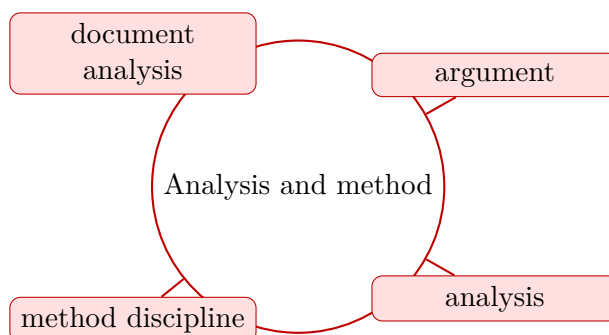 document
analysis
argument
Analysis and method
analysis
method discipline